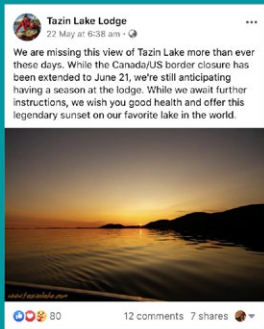 Tazin Lake Lodge
22 May at 6:38 am ·
We are missing this view of Tazin Lake more than ever
these days. While the Canada/US border closure has
been extended to June 21, we're still anticipating
having a season at the lodge. While we await further
instructions, we wish you good health and offer this
legendary sunset on our favorite lake in the world.
www.tazinlake.com
80 12 comments 7 shares